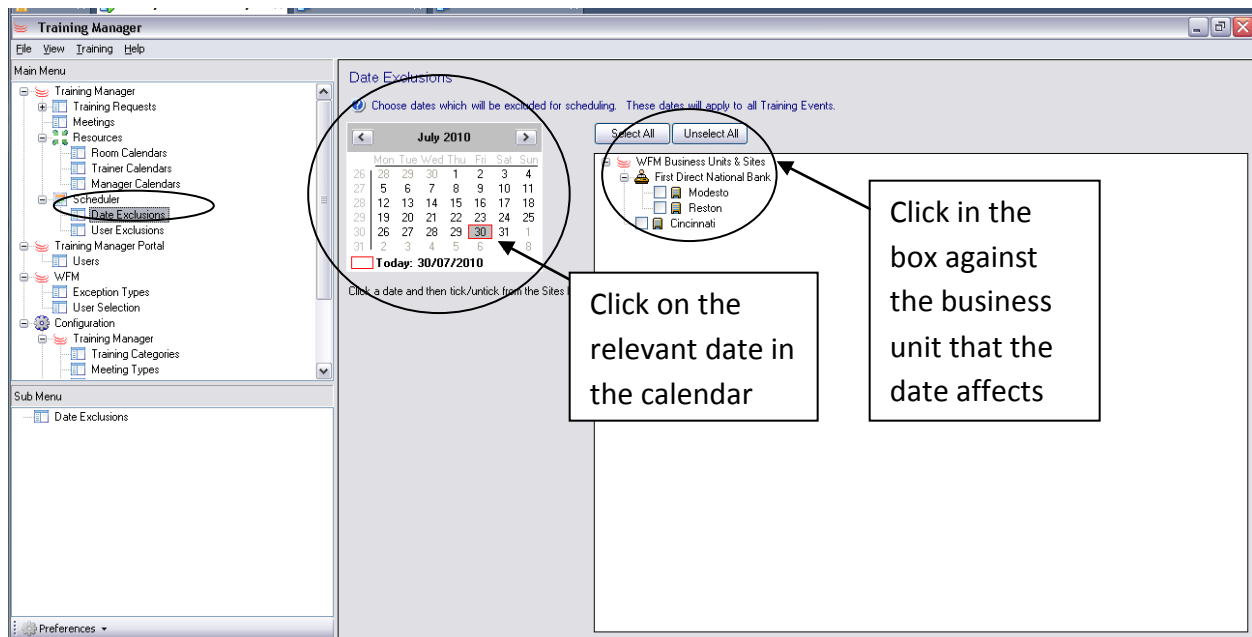 Training Manager
File View Training Help
Main Menu
Training Manager
Training Requests
Meetings
Resources
Room Calendars
Trainer Calendars
Manager Calendars
Scheduler
Date Exclusions
User Exclusions
Training Manager Portal
Users
WFM
Exception Types
User Selection
Configuration
Training Manager
Training Categories
Meeting Types
Sub Menu
Date Exclusions
Preferences
Date Exclusions
Choose dates which will be excluded for scheduling. These dates will apply to all Training Events.
July 2010
Mon Tue Wed Thu Fri Sat Sun
26 28 29 30 1 2 3 4
27 5 6 7 8 9 10 11
28 12 13 14 15 16 17 18
29 19 20 21 22 23 24 25
30 26 27 28 29 30 31 1
31 2 3 4 5 6 8
Today: 30/07/2010
Click a date and then tick/untick from the Sites
Select All Unselect All
WFM Business Units & Sites
First Direct National Bank
Modesto
Reston
Cincinnati
Click on the
relevant date in
the calendar
Click in the
box against
the business
unit that the
date affects